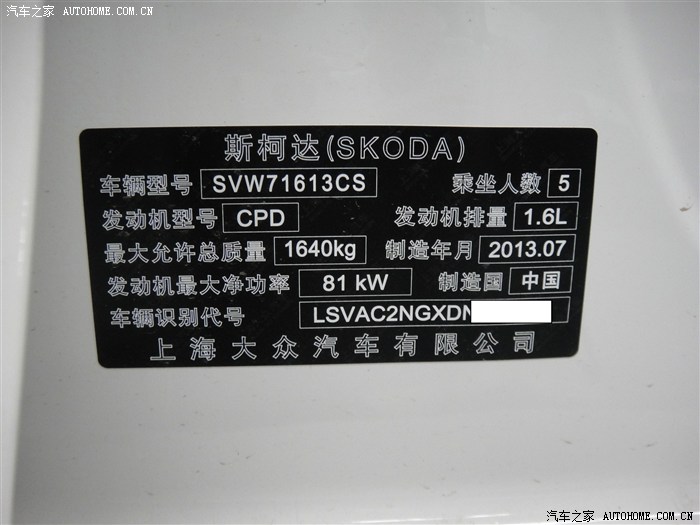 汽车之家 AUTOHOME.COM.CN
斯柯达(SKODA)
车辆型号 SVW71613CS 乘坐人数 5
发动机型号 CPD 发动机排量 1.6L
最大允许总质量 1640kg 制造年月 2013.07
发动机最大净功率 81 kW 制造国 中国
车辆识别代号 LSVAC2NGXDN
上海大众汽车有限公司
汽车之家 AUTOHOME.COM.CN